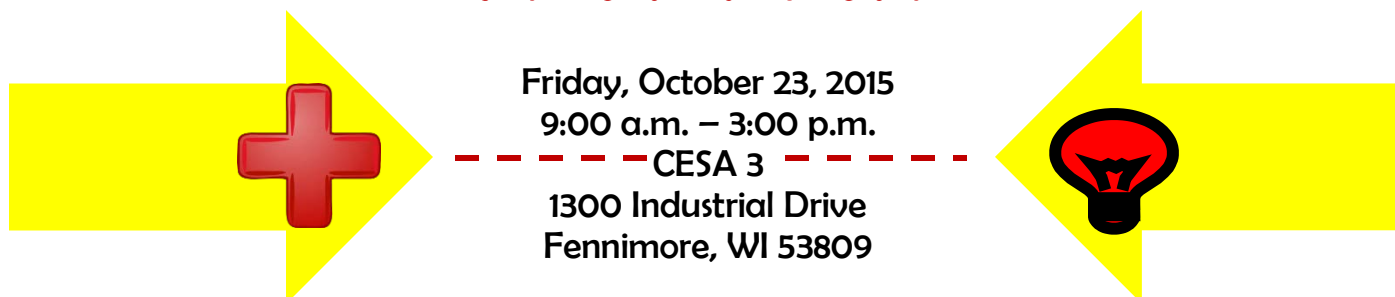 Friday, October 23, 2015
9:00 a.m. – 3:00 p.m.
CESA 3
1300 Industrial Drive
Fennimore, WI 53809